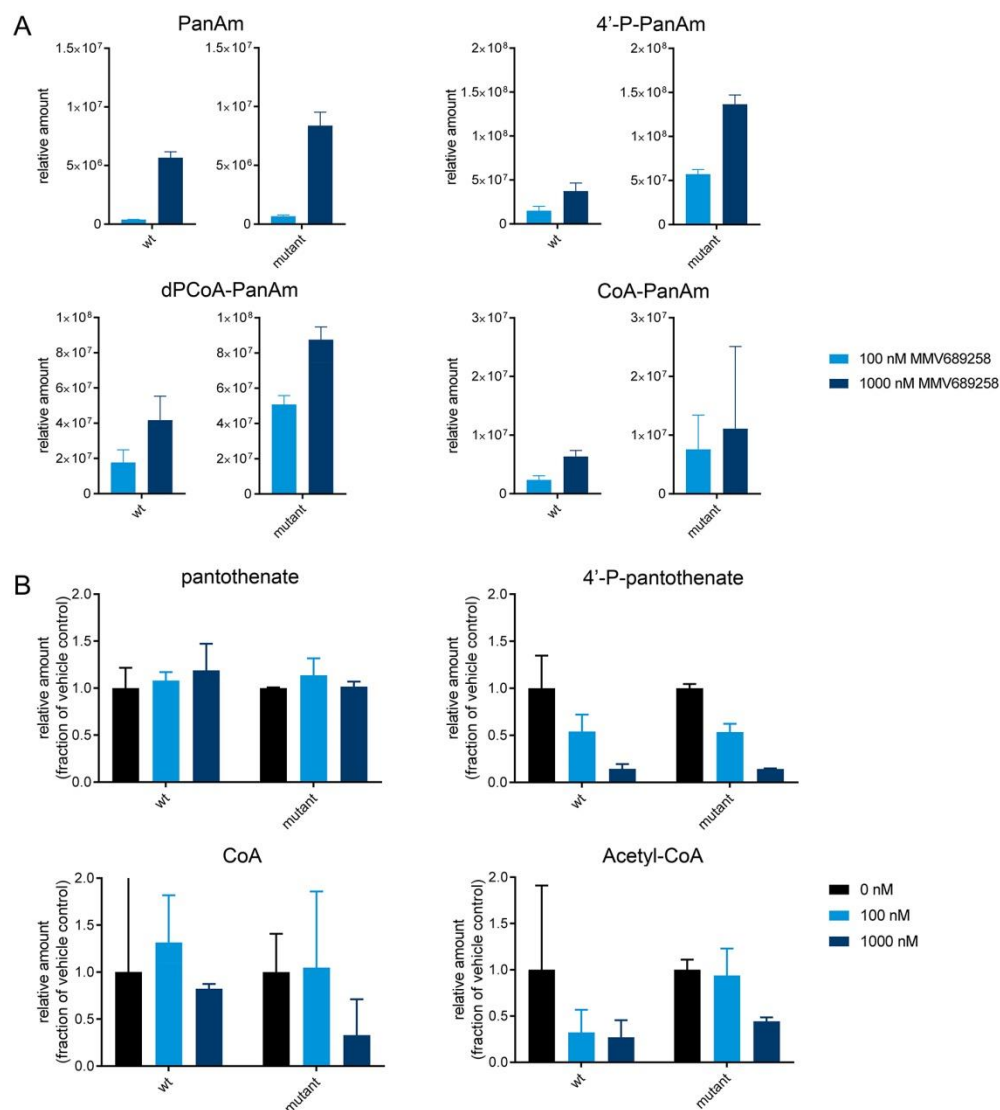 A
PanAm
relative amount
1.5×10⁷
1×10⁷
5×10⁶
0
wt
1.5×10⁷
1×10⁷
5×10⁶
0
mutant
4'-P-PanAm
relative amount
2×10⁸
1.5×10⁸
1×10⁸
5×10⁷
0
wt
2×10⁸
1.5×10⁸
1×10⁸
5×10⁷
0
mutant
dPCoA-PanAm
relative amount
1×10⁸
8×10⁷
6×10⁷
4×10⁷
2×10⁷
0
wt
1×10⁸
8×10⁷
6×10⁷
4×10⁷
2×10⁷
0
mutant
CoA-PanAm
relative amount
3×10⁷
2×10⁷
1×10⁷
0
wt
3×10⁷
2×10⁷
1×10⁷
0
mutant
100 nM MMV689258
1000 nM MMV689258
B
pantothenate
relative amount
(fraction of vehicle control)
2.0
1.5
1.0
0.5
0.0
wt
mutant
4'-P-pantothenate
relative amount
(fraction of vehicle control)
2.0
1.5
1.0
0.5
0.0
wt
mutant
CoA
relative amount
(fraction of vehicle control)
2.0
1.5
1.0
0.5
0.0
wt
mutant
Acetyl-CoA
relative amount
(fraction of vehicle control)
2.0
1.5
1.0
0.5
0.0
wt
mutant
0 nM
100 nM
1000 nM